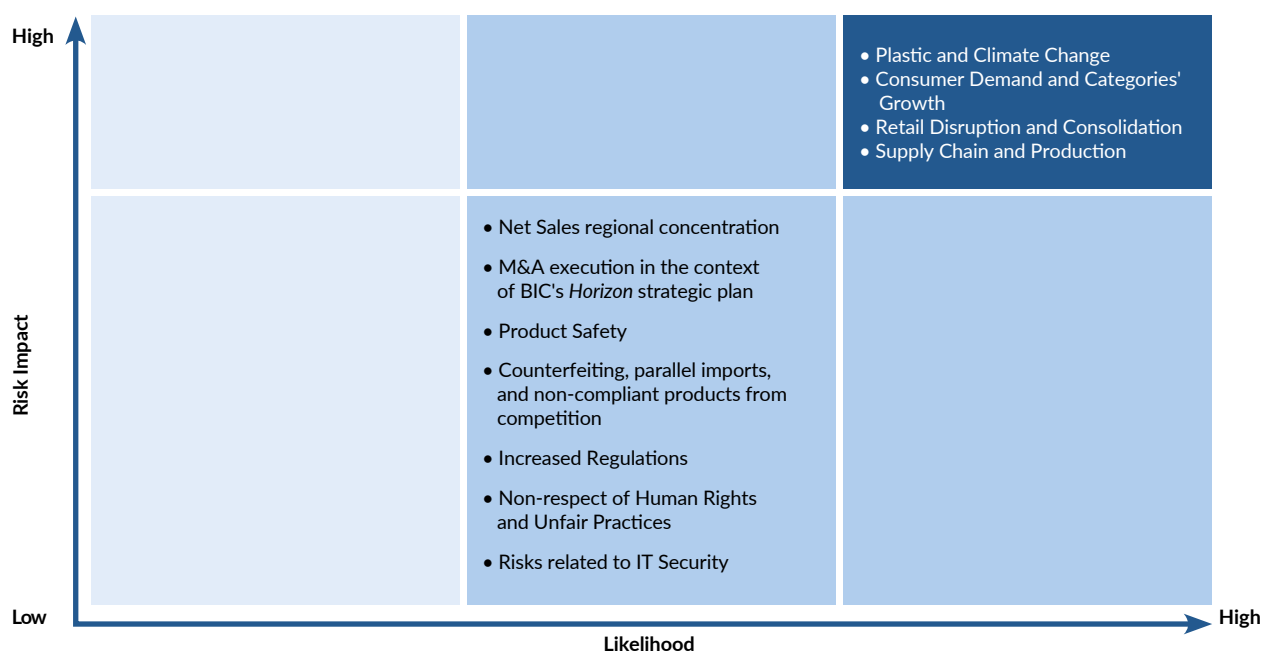 High
• Plastic and Climate Change
• Consumer Demand and Categories'
Growth
• Retail Disruption and Consolidation
• Supply Chain and Production
• Net Sales regional concentration
• M&A execution in the context
of BIC's Horizon strategic plan
• Product Safety
• Counterfeiting, parallel imports,
and non-compliant products from
competition
• Increased Regulations
• Non-respect of Human Rights
and Unfair Practices
• Risks related to IT Security
Risk Impact
Low
High
Likelihood